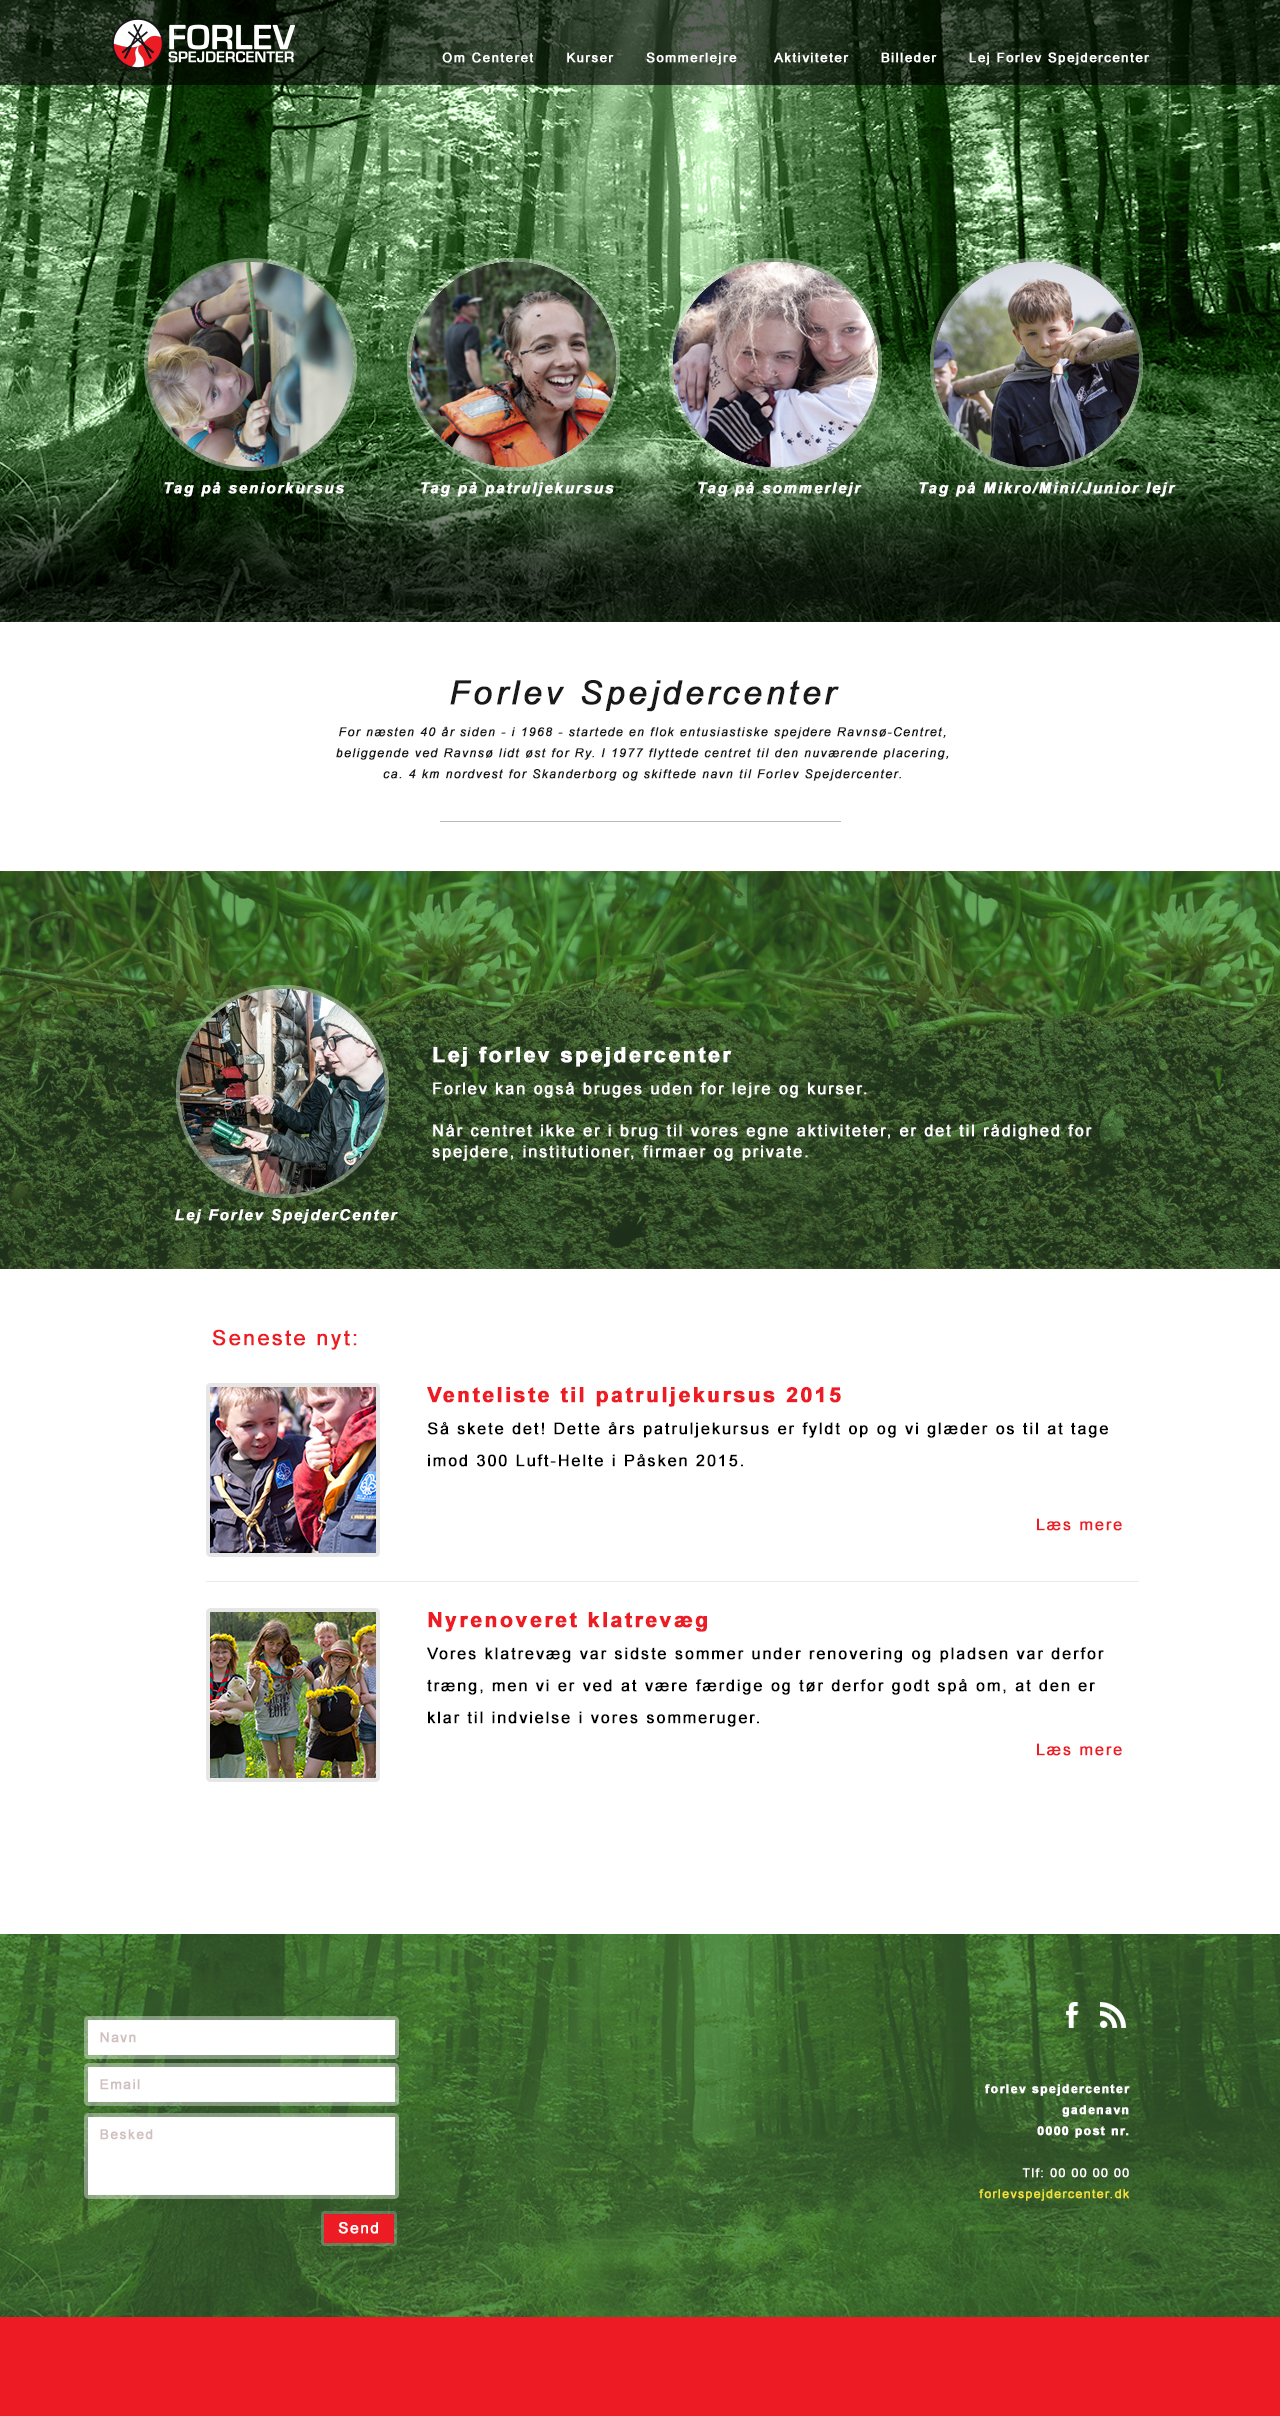 FORLEV
SPEJDERCENTER
Om Centeret Kurser Sommerlejre Aktiviteter Billeder Lej Forlev Spejdercenter
Tag på seniorkursus
Tag på patruljekursus
Tag på sommerlejr
Tag på Mikro/Mini/Junior lejr
Forlev Spejdercenter
For næsten 40 år siden - i 1968 - startede en flok entusiastiske spejdere Ravnsø-Centret,
beliggende ved Ravnsø lidt øst for Ry. I 1977 flyttede centret til den nuværende placering,
ca. 4 km nordvest for Skanderborg og skiftede navn til Forlev Spejdercenter.
Lej Forlev SpejderCenter
Lej forlev spejdercenter
Forlev kan også bruges uden for lejre og kurser.
Når centret ikke er i brug til vores egne aktiviteter, er det til rådighed for
spejdere, institutioner, firmaer og private.
Seneste nyt:
Venteliste til patruljekursus 2015
Så skete det! Dette års patruljekursus er fyldt op og vi glæder os til at tage
imod 300 Luft-Helte i Påsken 2015.
Læs mere
Nyrenoveret klatrevæg
Vores klatrevæg var sidste sommer under renovering og pladsen var derfor
træng, men vi er ved at være færdige og tør derfor godt spå om, at den er
klar til indvielse i vores sommeruger.
Læs mere
Navn
Email
Besked
Send
forlev spejdercenter
gadenavn
0000 post nr.
Tlf: 00 00 00 00
forlevspejdercenter.dk